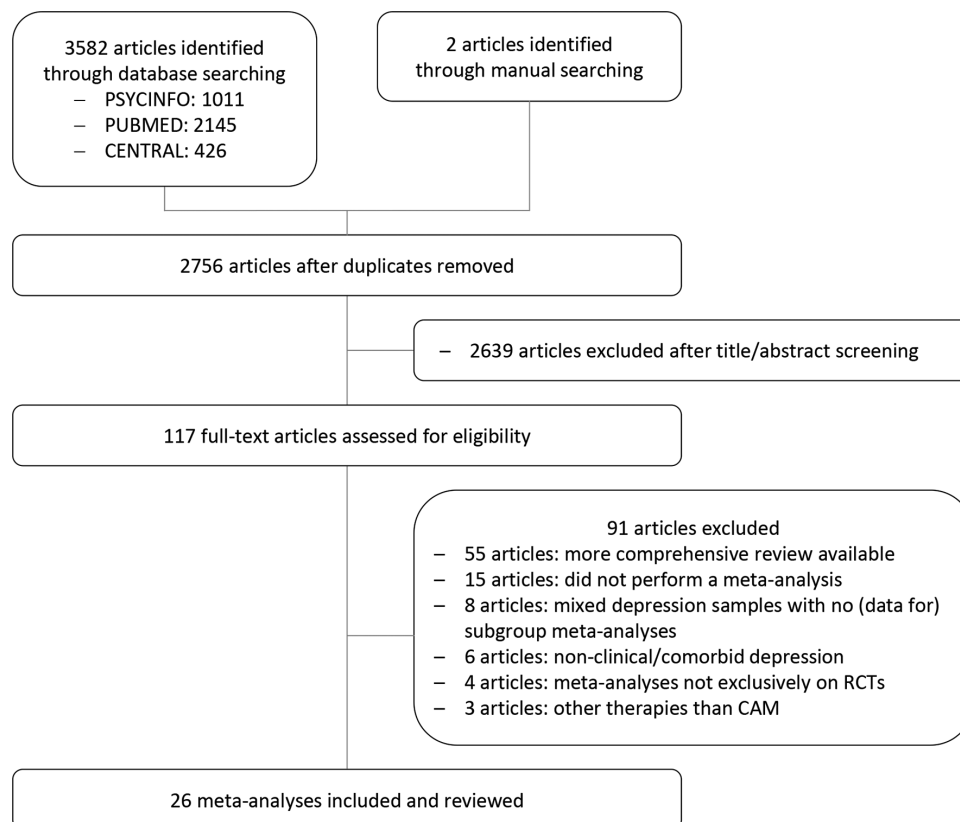 3582 articles identified
through database searching
– PSYCINFO: 1011
– PUBMED: 2145
– CENTRAL: 426
2 articles identified
through manual searching
2756 articles after duplicates removed
– 2639 articles excluded after title/abstract screening
117 full-text articles assessed for eligibility
91 articles excluded
– 55 articles: more comprehensive review available
– 15 articles: did not perform a meta-analysis
– 8 articles: mixed depression samples with no (data for)
subgroup meta-analyses
– 6 articles: non-clinical/comorbid depression
– 4 articles: meta-analyses not exclusively on RCTs
– 3 articles: other therapies than CAM
26 meta-analyses included and reviewed